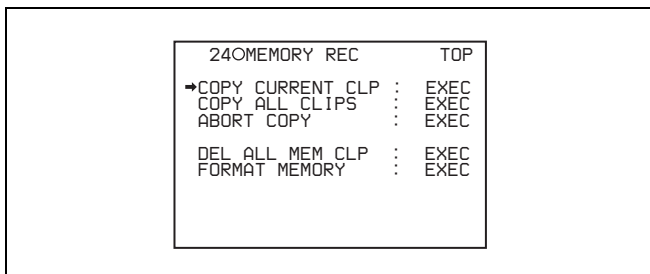 24○MEMORY REC TOP
➡COPY CURRENT CLP : EXEC
COPY ALL CLIPS : EXEC
ABORT COPY : EXEC
DEL ALL MEM CLP : EXEC
FORMAT MEMORY : EXEC